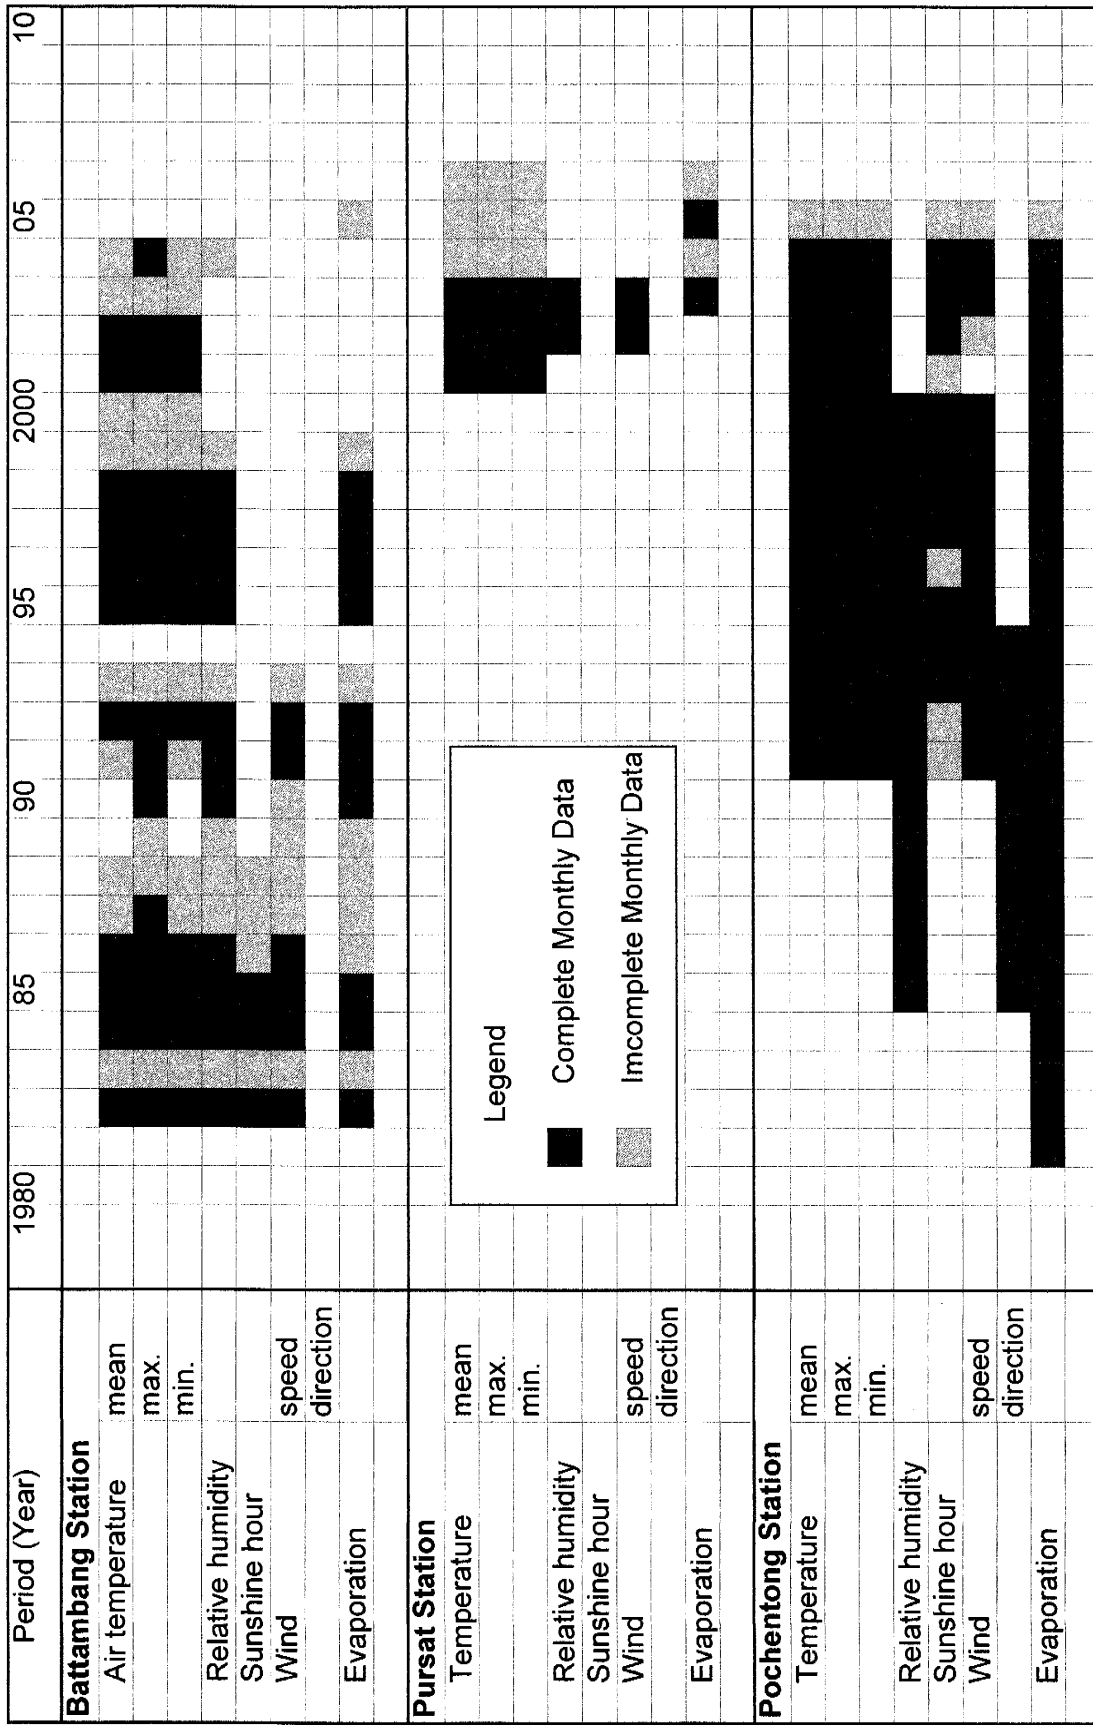 Period (Year) 1980 85 90 95 2000 05 10
Battambang Station
Air temperature mean
max.
min.
Relative humidity
Sunshine hour
Wind speed
direction
Evaporation
Pursat Station
Temperature mean
max.
min.
Relative humidity
Sunshine hour
Wind speed
direction
Evaporation
Legend
Complete Monthly Data
Imcomplete Monthly Data
Pochentong Station
Temperature mean
max.
min.
Relative humidity
Sunshine hour
Wind speed
direction
Evaporation